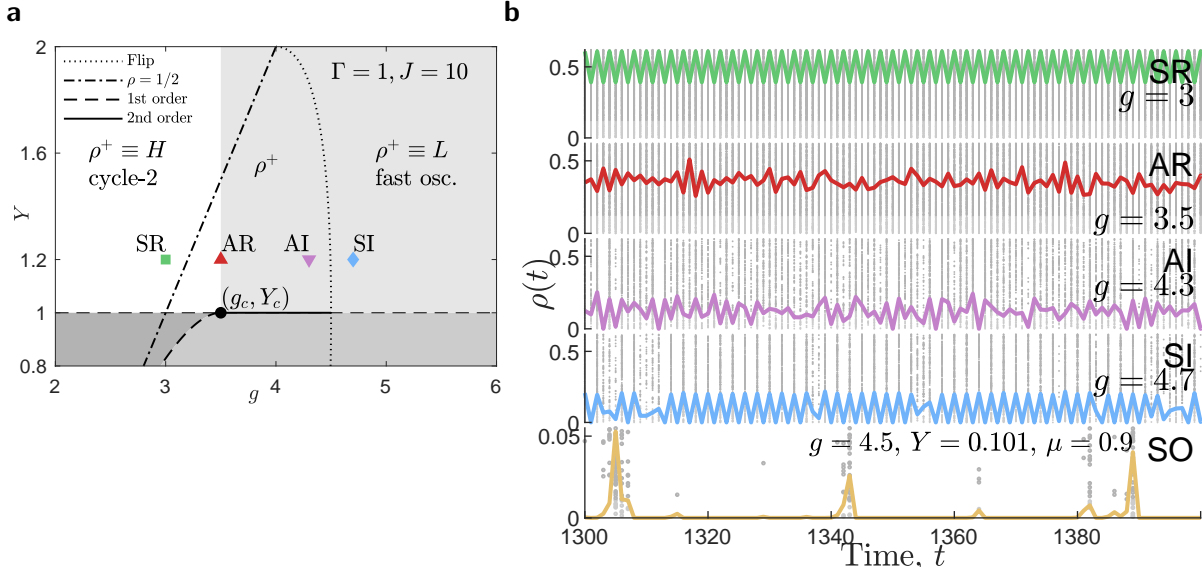 a
Flip
ρ = 1/2
1st order
2nd order
Γ = 1, J = 10
ρ⁺ ≡ H
cycle-2
ρ⁺
ρ⁺ ≡ L
fast osc.
SR
AR
AI
SI
(g_c, Y_c)
Y
2
1.6
1.2
1
0.8
2
3
4
5
6
g
b
ρ(t)
0.5
0
SR
g = 3
0.5
0
AR
g = 3.5
0.5
0
AI
g = 4.3
0.5
0
SI
g = 4.7
0.05
0
g = 4.5, Y = 0.101, μ = 0.9
SO
1300
1320
1340
1360
1380
Time, t